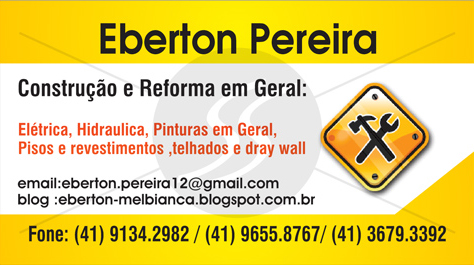 Eberton Pereira
Construção e Reforma em Geral:
Elétrica, Hidraulica, Pinturas em Geral,
Pisos e revestimentos ,telhados e dray wall
email:eberton.pereira12@gmail.com
blog :eberton-melbianca.blogspot.com.br
Fone: (41) 9134.2982 / (41) 9655.8767/ (41) 3679.3392